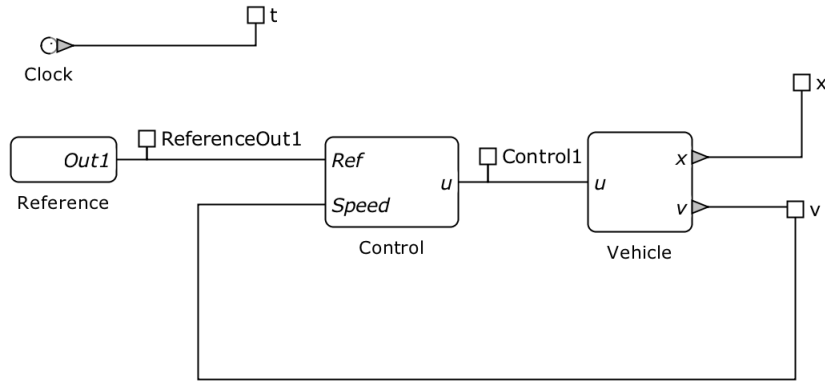 t
Clock
x
ReferenceOut1
Control1
Out1
Ref
x
u
u
Speed
v
v
Reference
Control
Vehicle